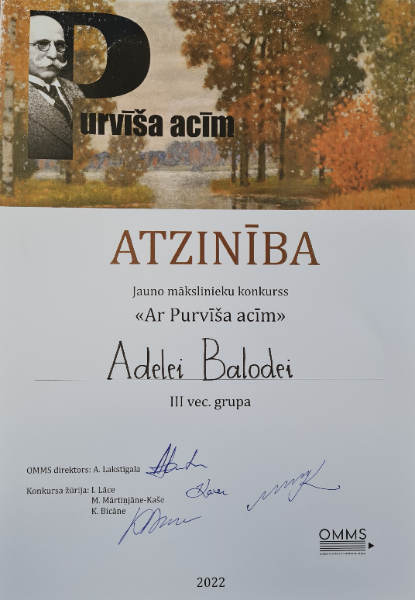 Purvīša acīm
ATZINĪBA
Jauno mākslinieku konkurss
«Ar Purvīša acīm»
Adelei Balodei
III vec. grupa
OMMS direktors: A. Lakstīgala
Konkursa žūrija: I. Lāce
M. Mārtinjāne-Kaše
K. Bicāne
OMMS
2022